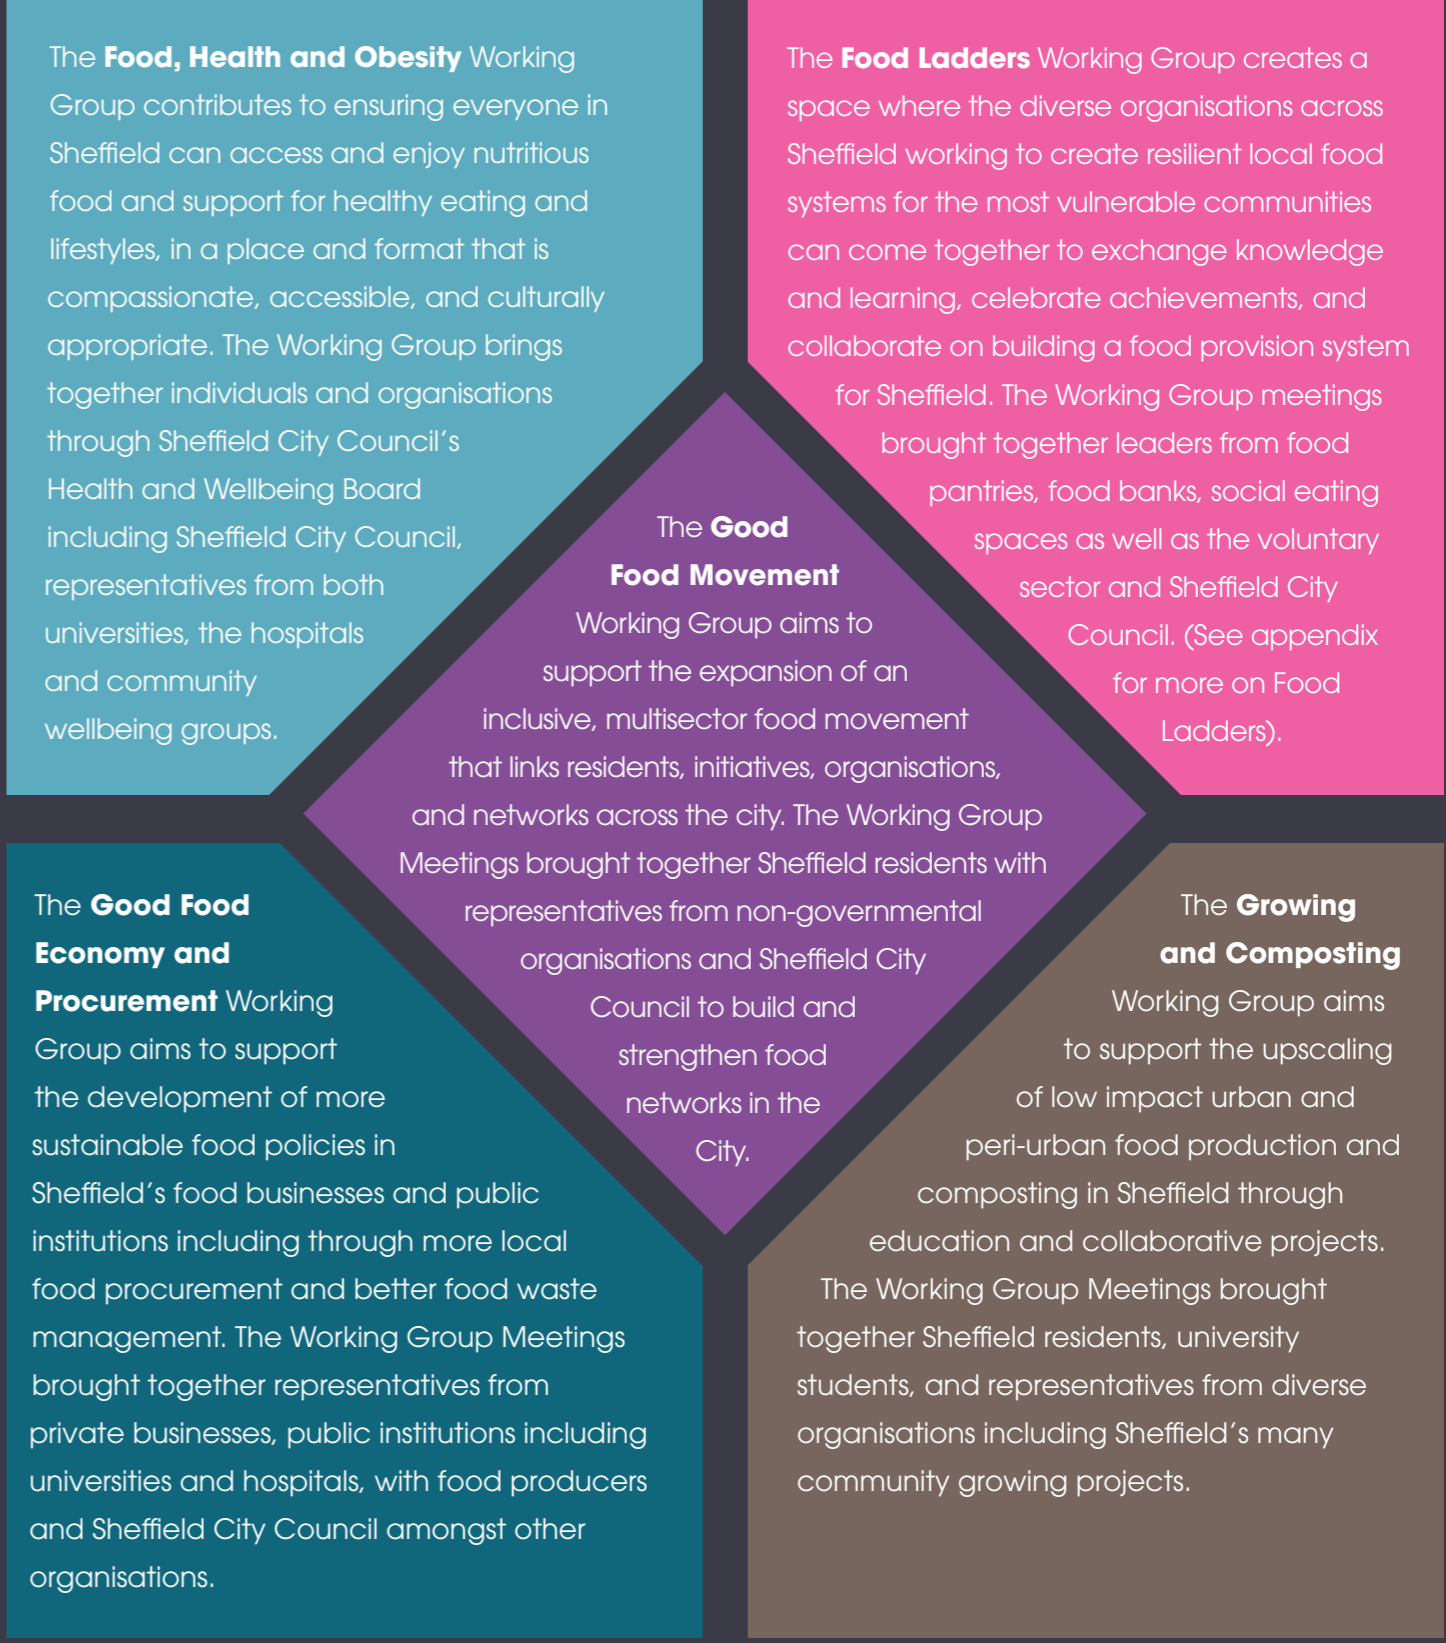 The Food, Health and Obesity Working
Group contributes to ensuring everyone in
Sheffield can access and enjoy nutritious
food and support for healthy eating and
lifestyles, in a place and format that is
compassionate, accessible, and culturally
appropriate. The Working Group brings
together individuals and organisations
through Sheffield City Council’s
Health and Wellbeing Board
including Sheffield City Council,
representatives from both
universities, the hospitals
and community
wellbeing groups.
The Food Ladders Working Group creates a
space where the diverse organisations across
Sheffield working to create resilient local food
systems for the most vulnerable communities
can come together to exchange knowledge
and learning, celebrate achievements, and
collaborate on building a food provision system
for Sheffield. The Working Group meetings
brought together leaders from food
pantries, food banks, social eating
spaces as well as the voluntary
sector and Sheffield City
Council. (See appendix
for more on Food
Ladders).
The Good
Food Movement
Working Group aims to
support the expansion of an
inclusive, multisector food movement
that links residents, initiatives, organisations,
and networks across the city. The Working Group
Meetings brought together Sheffield residents with
representatives from non-governmental
organisations and Sheffield City
Council to build and
strengthen food
networks in the
City.
The Good Food
Economy and
Procurement Working
Group aims to support
the development of more
sustainable food policies in
Sheffield’s food businesses and public
institutions including through more local
food procurement and better food waste
management. The Working Group Meetings
brought together representatives from
private businesses, public institutions including
universities and hospitals, with food producers
and Sheffield City Council amongst other
organisations.
The Growing
and Composting
Working Group aims
to support the upscaling
of low impact urban and
peri-urban food production and
composting in Sheffield through
education and collaborative projects.
The Working Group Meetings brought
together Sheffield residents, university
students, and representatives from diverse
organisations including Sheffield’s many
community growing projects.